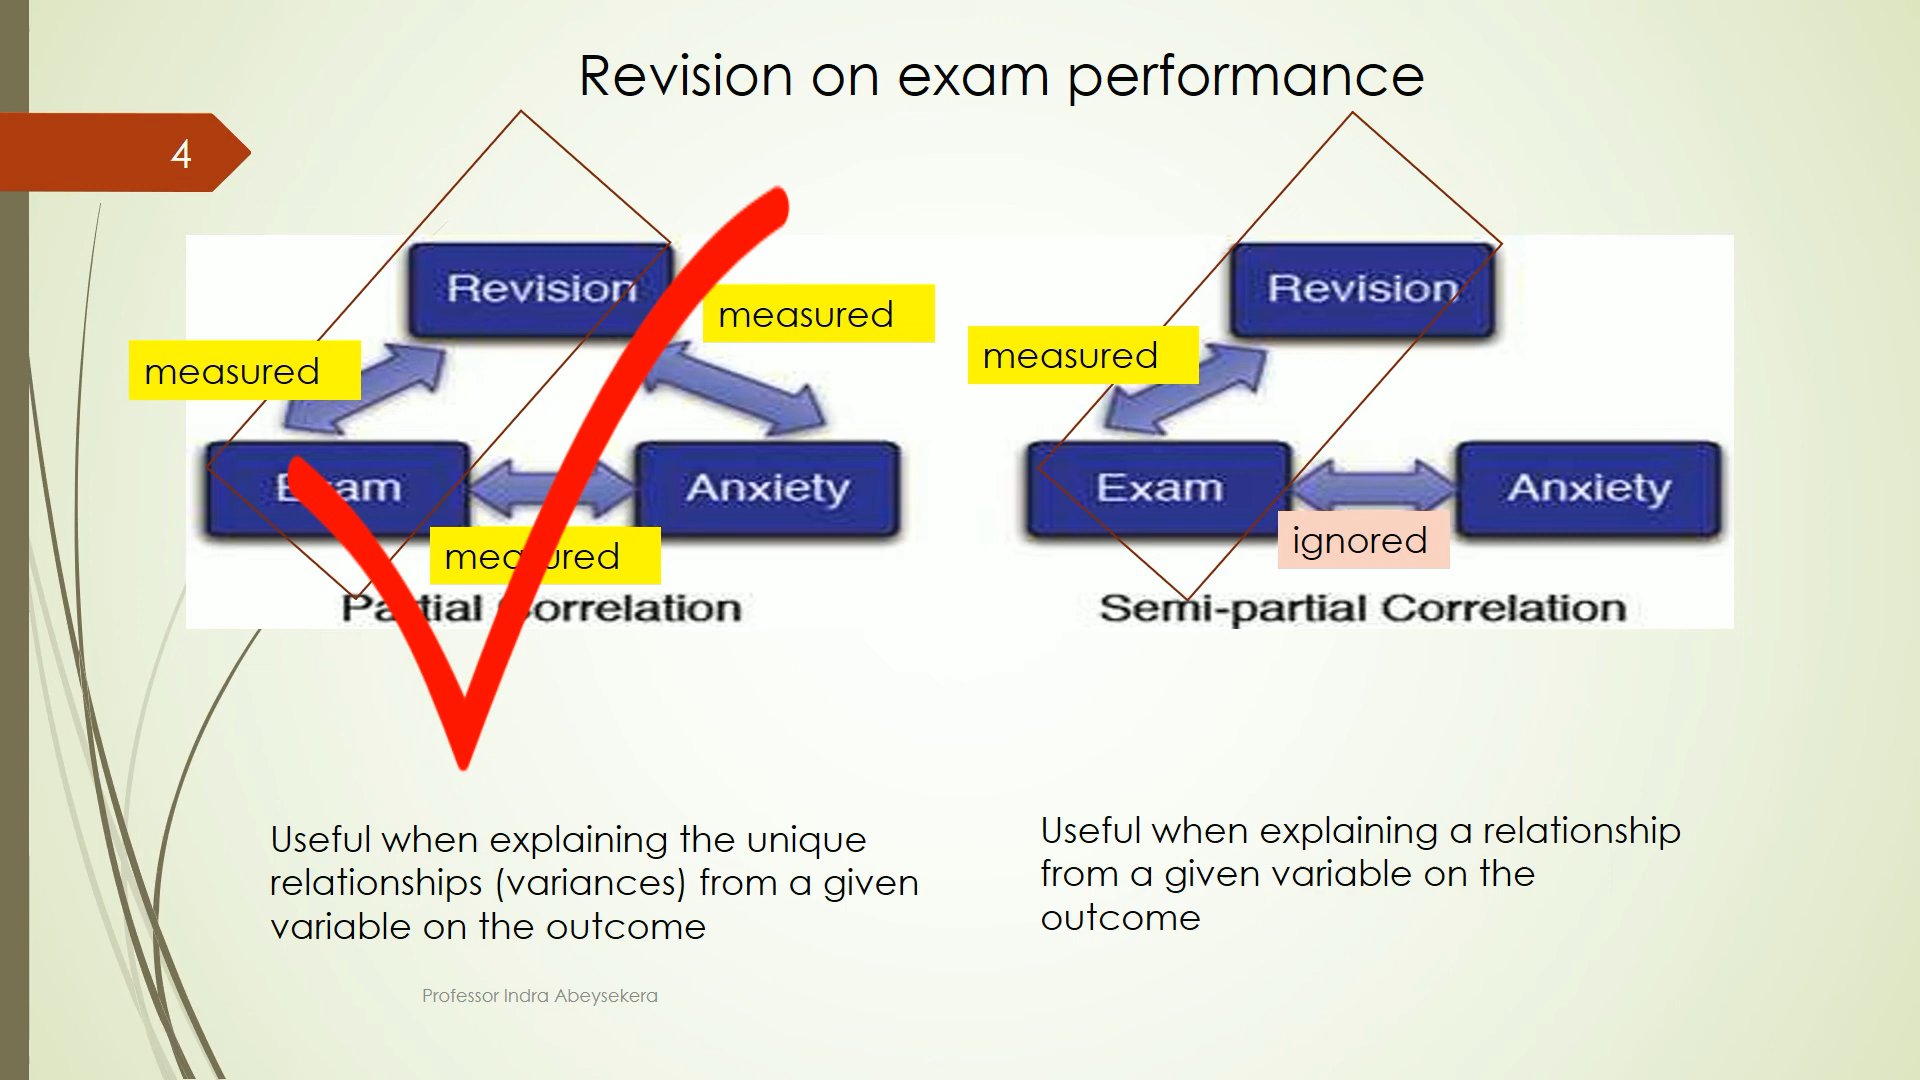 Revision on exam performance
4
Revision
measured
measured
Exam
Anxiety
measured
Partial Correlation
Revision
measured
Exam
Anxiety
ignored
Semi-partial Correlation
Useful when explaining the unique
relationships (variances) from a given
variable on the outcome
Useful when explaining a relationship
from a given variable on the
outcome
Professor Indra Abeysekera